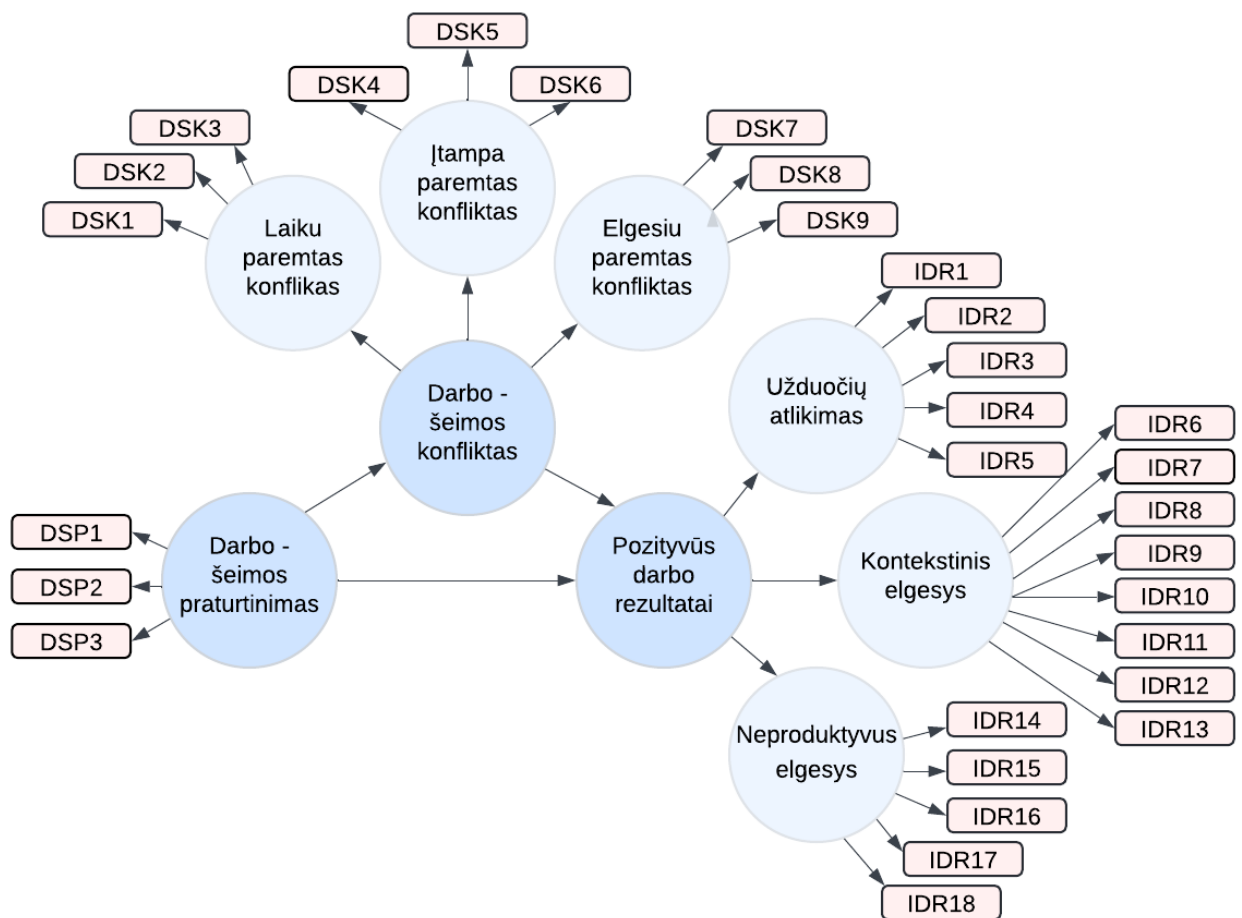 DSK5
DSK4
DSK6
DSK3
DSK2
DSK1
Įtampa
paremtas
konfliktas
DSK7
DSK8
DSK9
Laiku
paremtas
konflikas
Elgesiu
paremtas
konfliktas
IDR1
IDR2
IDR3
IDR4
IDR5
Užduočių
atlikimas
Darbo -
šeimos
konfliktas
IDR6
IDR7
IDR8
IDR9
IDR10
IDR11
IDR12
IDR13
DSP1
DSP2
DSP3
Darbo -
šeimos
praturtinimas
Pozityvūs
darbo
rezultatai
Kontekstinis
elgesys
Neproduktyvus
elgesys
IDR14
IDR15
IDR16
IDR17
IDR18